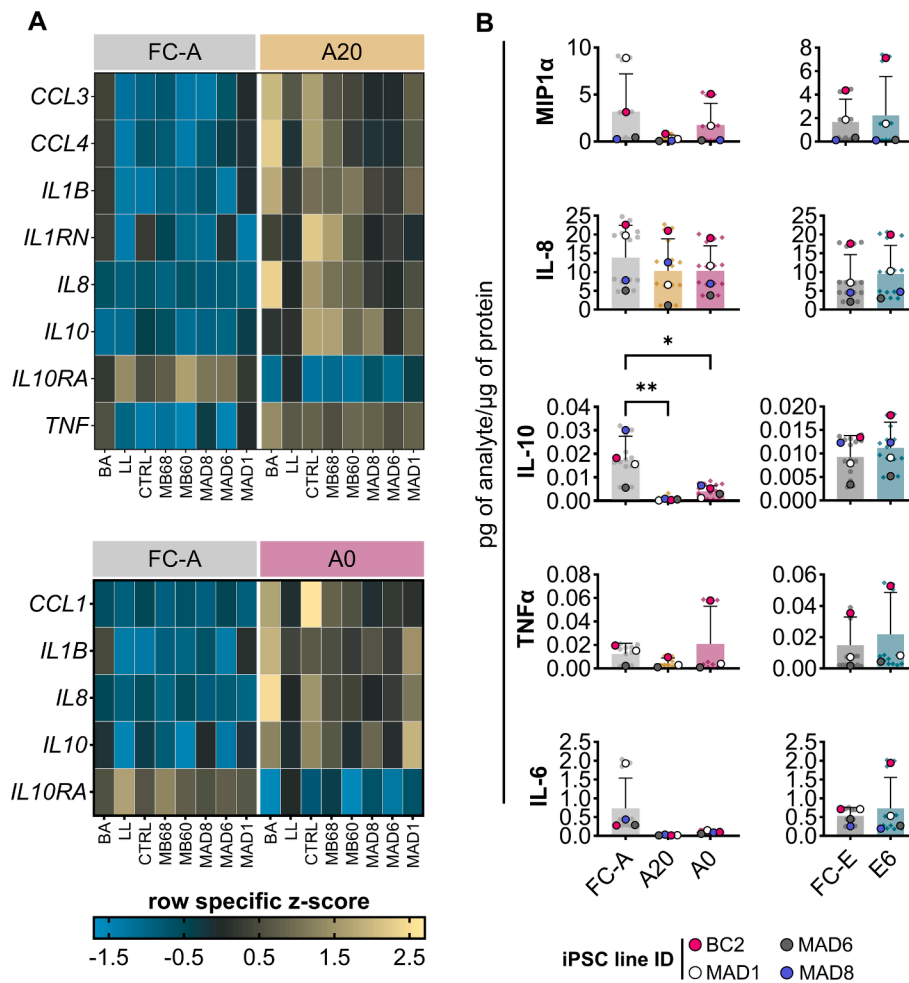 A
FC-A A20
CCL3
CCL4
IL1B
IL1RN
IL8
IL10
IL10RA
TNF
BA LL CTRL MB68 MB60 MAD8 MAD6 MAD1 BA LL CTRL MB68 MB60 MAD8 MAD6 MAD1
FC-A A0
CCL1
IL1B
IL8
IL10
IL10RA
BA LL CTRL MB68 MB60 MAD8 MAD6 MAD1 BA LL CTRL MB68 MB60 MAD8 MAD6 MAD1
row specific z-score
-1.5 -0.5 0.5 1.5 2.5
B
pg of analyte/µg of protein
MIP1α
10
5
0
8
6
4
2
0
IL-8
25
20
15
10
5
0
25
20
15
10
5
0
IL-10
*
**
0.04
0.03
0.02
0.01
0.00
0.020
0.015
0.010
0.005
0.000
TNFα
0.08
0.06
0.04
0.02
0.00
0.06
0.04
0.02
0.00
IL-6
2.5
2.0
1.5
1.0
0.5
0.0
2.5
2.0
1.5
1.0
0.5
0.0
FC-A A20 A0
FC-E E6
iPSC line ID
BC2 MAD6
MAD1 MAD8